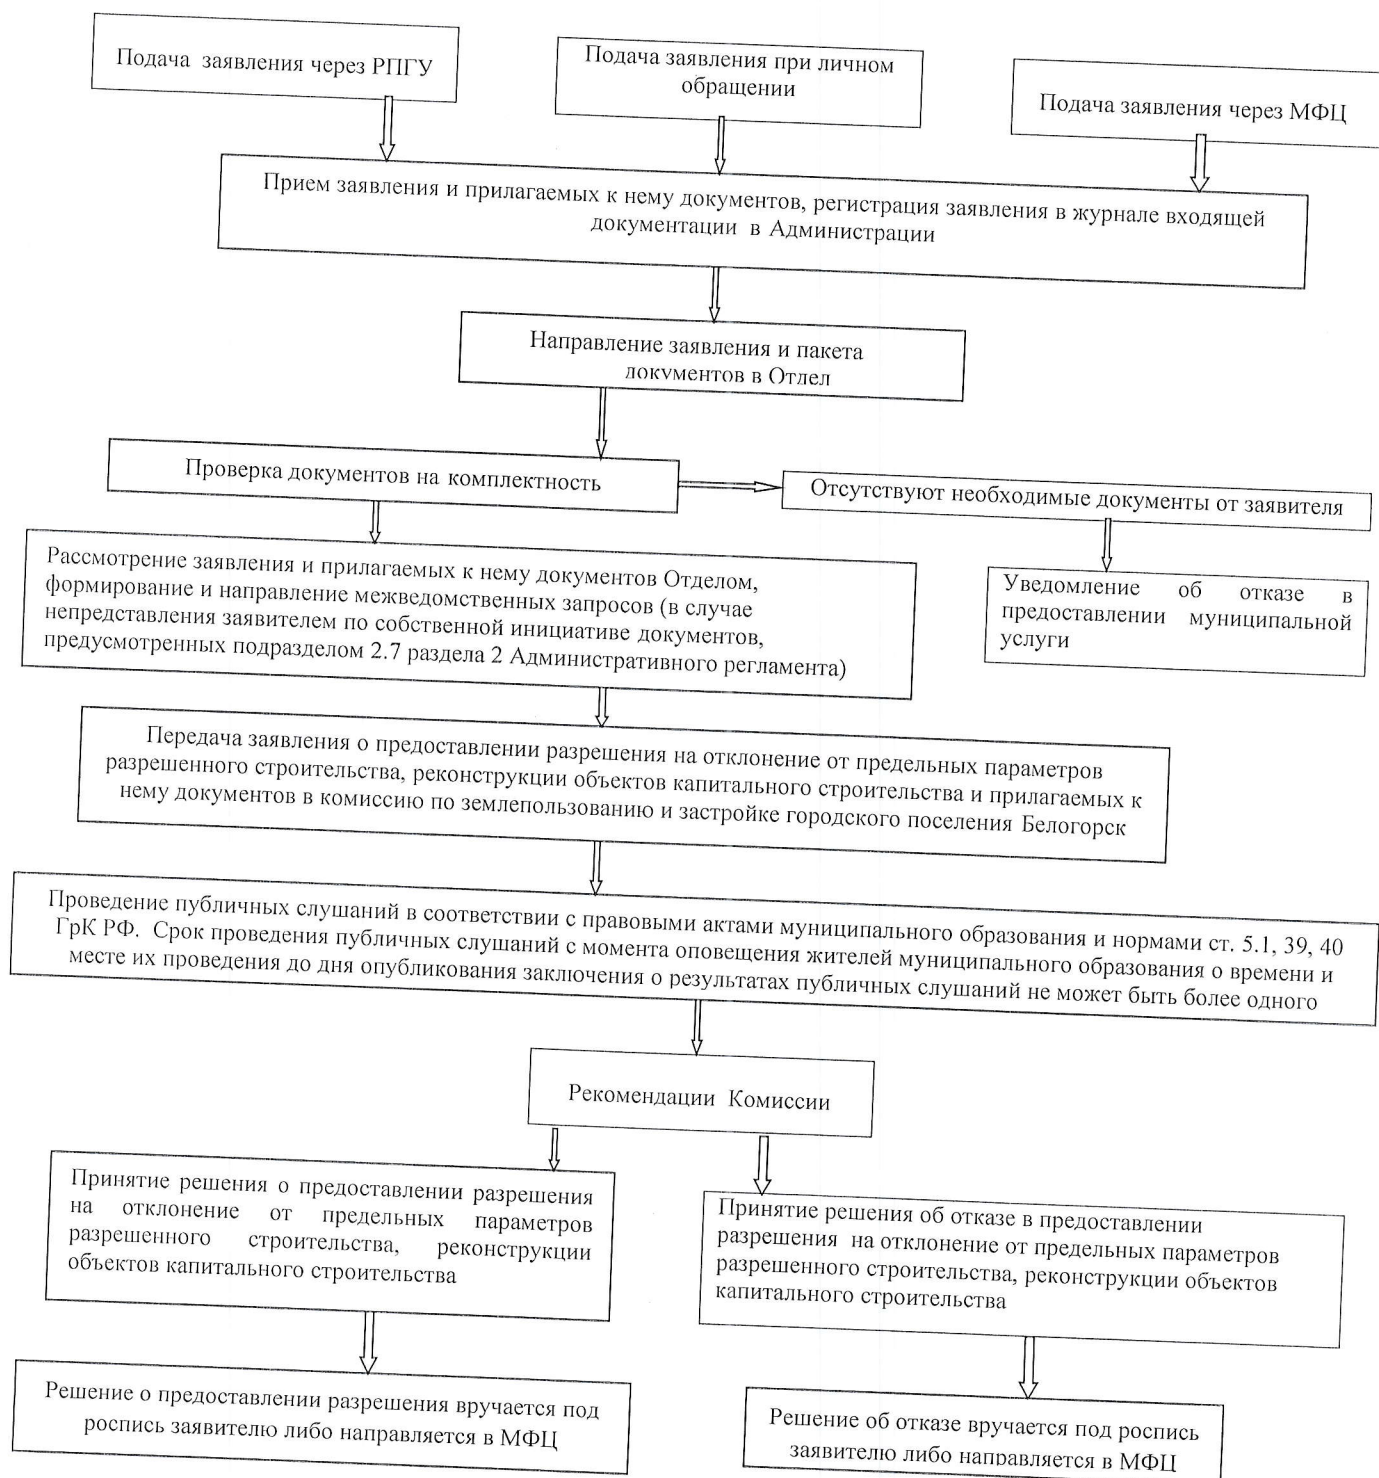 Подача заявления через РПГУ
Подача заявления при личном
обращении
Подача заявления через МФЦ
Прием заявления и прилагаемых к нему документов, регистрация заявления в журнале входящей
документации в Администрации
Направление заявления и пакета
документов в Отдел
Проверка документов на комплектность
Отсутствуют необходимые документы от заявителя
Рассмотрение заявления и прилагаемых к нему документов Отделом,
формирование и направление межведомственных запросов (в случае
непредставления заявителем по собственной инициативе документов,
предусмотренных подразделом 2.7 раздела 2 Административного регламента)
Уведомление об отказе в
предоставлении муниципальной
услуги
Передача заявления о предоставлении разрешения на отклонение от предельных параметров
разрешенного строительства, реконструкции объектов капитального строительства и прилагаемых к
нему документов в комиссию по землепользованию и застройке городского поселения Белогорск
Проведение публичных слушаний в соответствии с правовыми актами муниципального образования и нормами ст. 5.1, 39, 40
ГрК РФ. Срок проведения публичных слушаний с момента оповещения жителей муниципального образования о времени и
месте их проведения до дня опубликования заключения о результатах публичных слушаний не может быть более одного
Рекомендации Комиссии
Принятие решения о предоставлении разрешения
на отклонение от предельных параметров
разрешенного строительства, реконструкции
объектов капитального строительства
Принятие решения об отказе в предоставлении
разрешения на отклонение от предельных параметров
разрешенного строительства, реконструкции объектов
капитального строительства
Решение о предоставлении разрешения вручается под
роспись заявителю либо направляется в МФЦ
Решение об отказе вручается под роспись
заявителю либо направляется в МФЦ